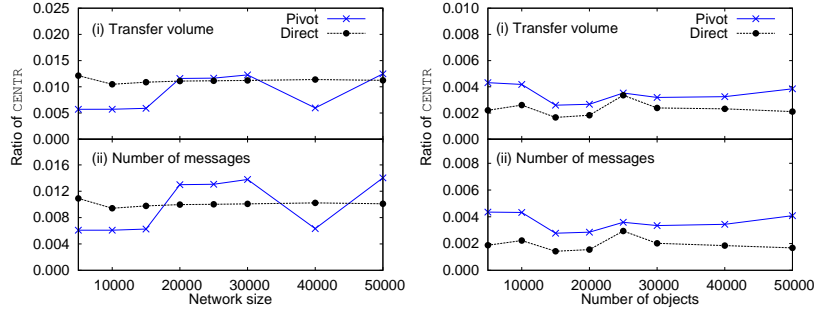 0.025
0.020
0.015
0.010
0.005
0.000
(i) Transfer volume
Pivot
Direct
Ratio of CENTR
0.016
0.012
0.008
0.004
0.000
(ii) Number of messages
10000 20000 30000 40000 50000
Network size
0.010
0.008
0.006
0.004
0.002
0.000
(i) Transfer volume
Pivot
Direct
Ratio of CENTR
0.008
0.006
0.004
0.002
0.000
(ii) Number of messages
10000 20000 30000 40000 50000
Number of objects